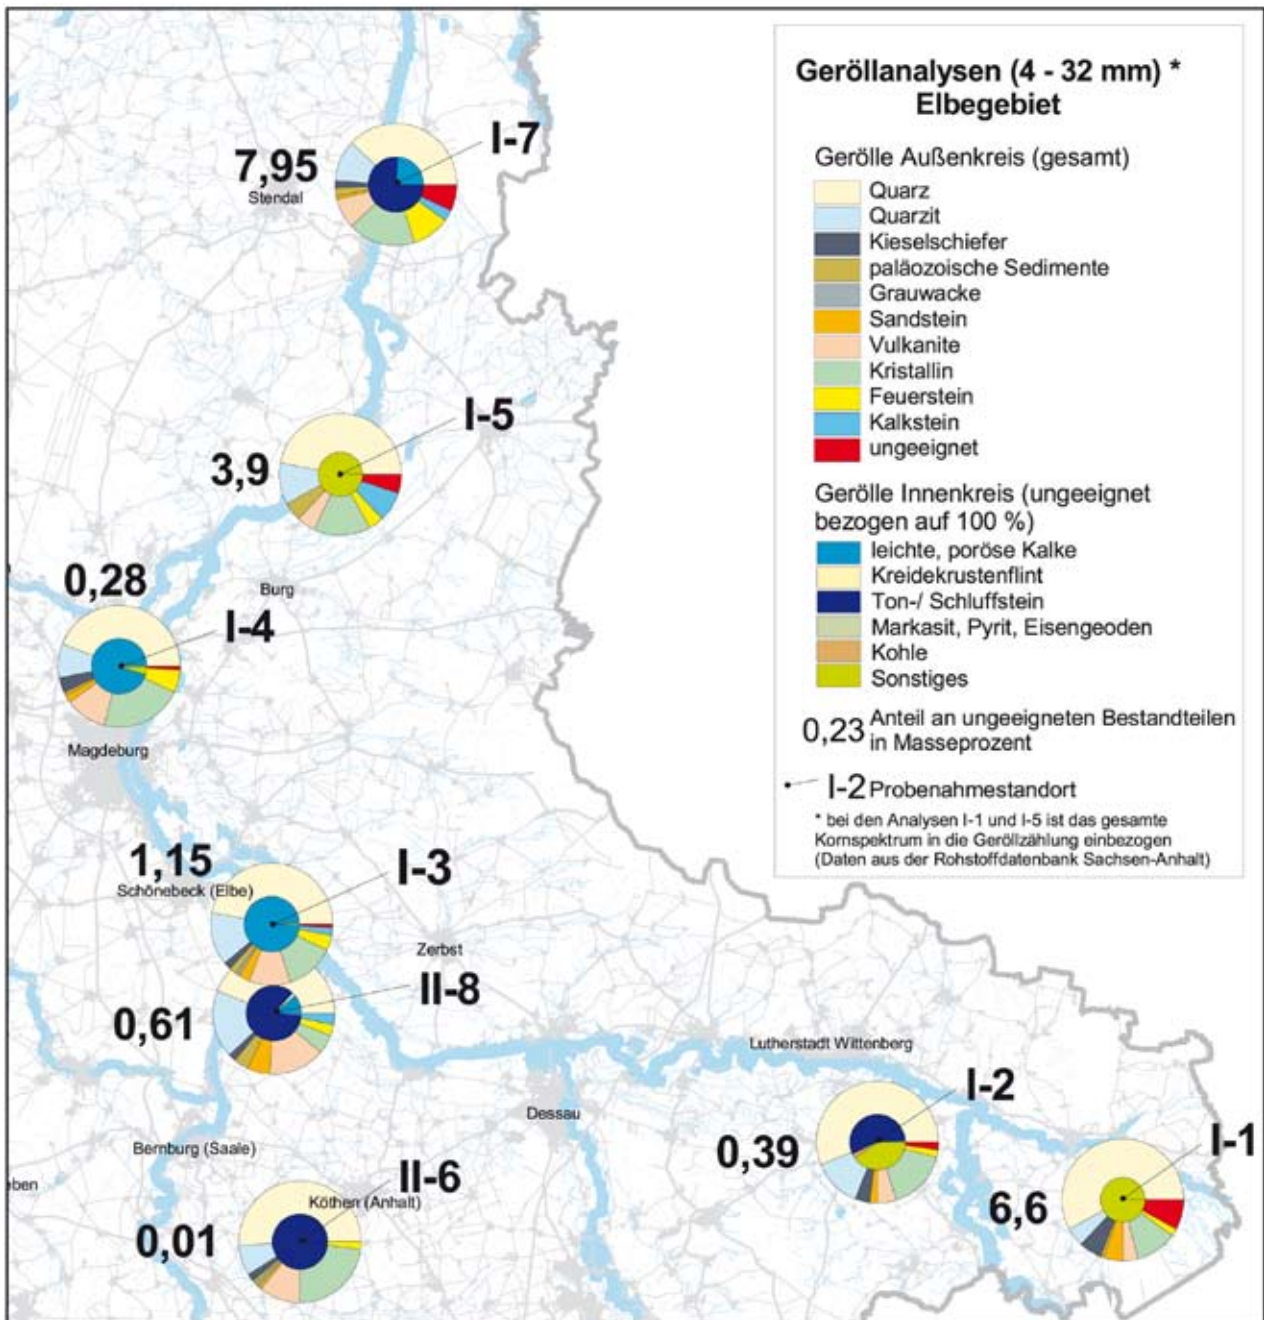 Geröllanalysen (4 - 32 mm) *
Elbegebiet
Gerölle Außenkreis (gesamt)
Quarz
Quarzit
Kieselschiefer
paläozoische Sedimente
Grauwacke
Sandstein
Vulkanite
Kristallin
Feuerstein
Kalkstein
ungeeignet
Gerölle Innenkreis (ungeeignet
bezogen auf 100 %)
leichte, poröse Kalke
Kreidekrustenflint
Ton-/ Schluffstein
Markasit, Pyrit, Eisengeoden
Kohle
Sonstiges
0,23 Anteil an ungeeigneten Bestandteilen
in Masseprozent
I-2 Probenahmestandort
* bei den Analysen I-1 und I-5 ist das gesamte
Kornspektrum in die Geröllzählung einbezogen
(Daten aus der Rohstoffdatenbank Sachsen-Anhalt)
I-7
7,95
Stendal
I-5
3,9
0,28
Burg
I-4
Magdeburg
1,15
I-3
Schönebeck (Elbe)
Zerbst
II-8
0,61
Lutherstadt Wittenberg
I-2
Dessau
I-1
Bernburg (Saale)
0,39
II-6
ben
Köthen (Anhalt)
6,6
0,01